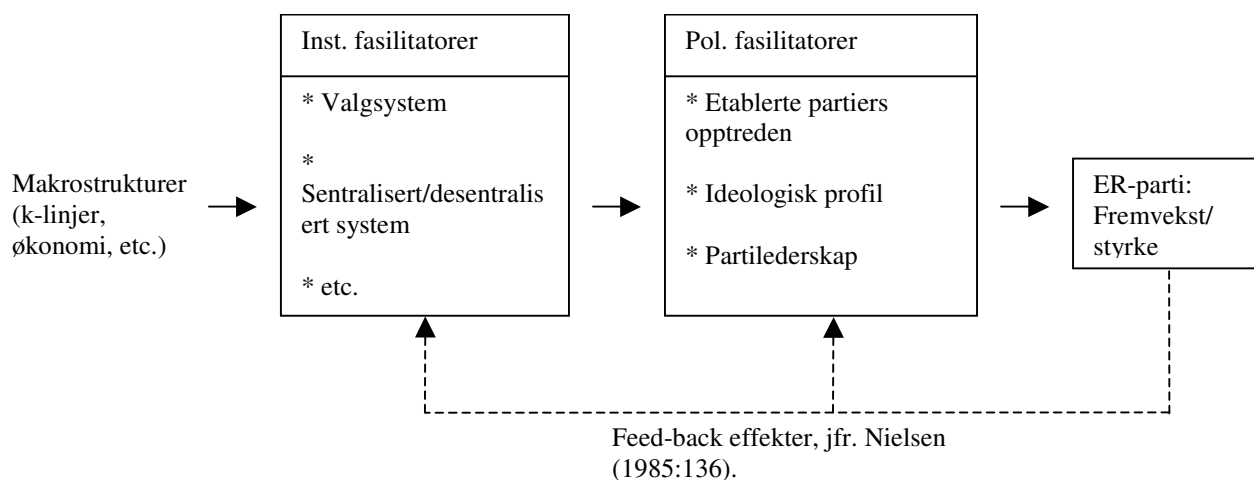 Makrostrukturer
(k-linjer,
økonomi, etc.)
Inst. fasilitatorer
* Valgsystem
*
Sentralisert/desentralis
ert system
* etc.
Pol. fasilitatorer
* Etablerte partiers
opptreden
* Ideologisk profil
* Partilederskap
ER-parti:
Fremvekst/
styrke
Feed-back effekter, jfr. Nielsen
(1985:136).